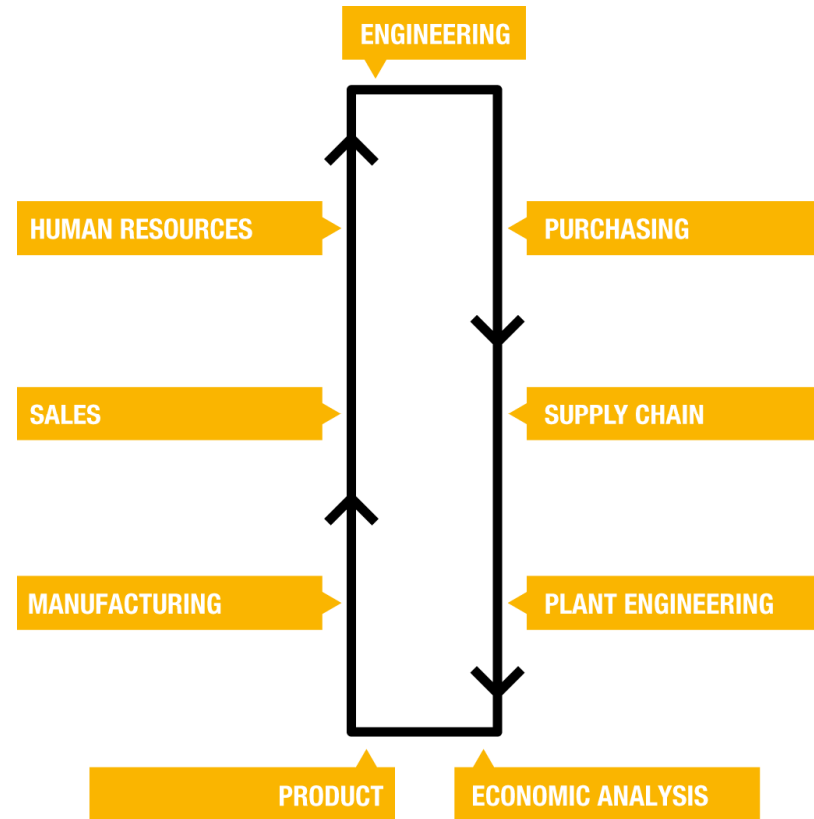 ENGINEERING
HUMAN RESOURCES
PURCHASING
SALES
SUPPLY CHAIN
MANUFACTURING
PLANT ENGINEERING
PRODUCT
ECONOMIC ANALYSIS